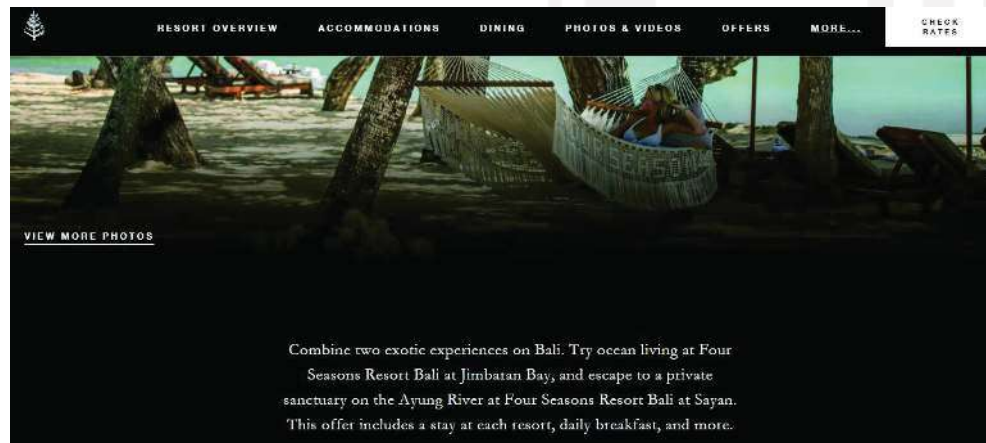 RESORT OVERVIEW ACCOMMODATIONS DINING PHOTOS & VIDEOS OFFERS MORE... CHECK RATES
SEASON
VIEW MORE PHOTOS
Combine two exotic experiences on Bali. Try ocean living at Four
Seasons Resort Bali at Jimbaran Bay, and escape to a private
sanctuary on the Ayung River at Four Seasons Resort Bali at Sayan.
This offer includes a stay at each resort, daily breakfast, and more.